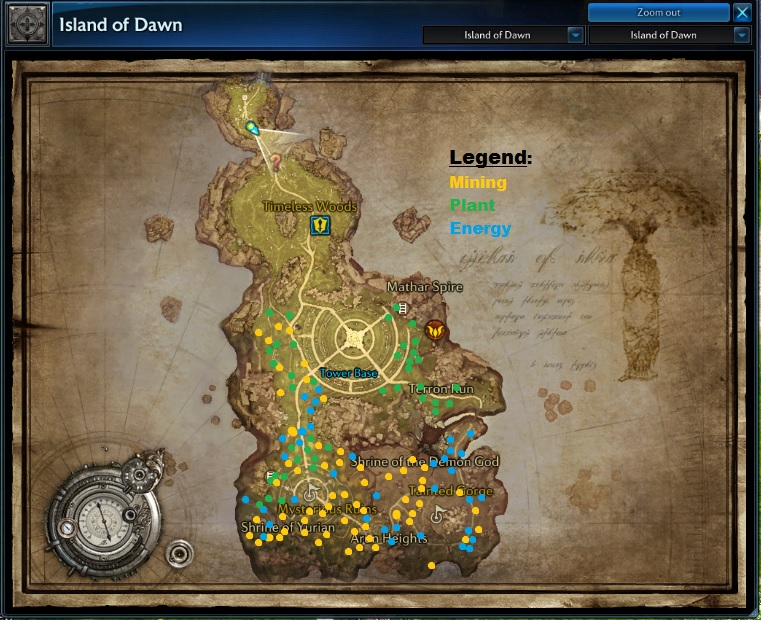 Island of Dawn
Zoom out
Island of Dawn
Island of Dawn
Legend:
Mining
Plant
Energy
Timeless Woods
Mathar Spire
Tower Base
Terron Run
Shrine of the Demon God
Tainted Gorge
Mysterious Ruins
Shrine of Yurian
Arun Heights